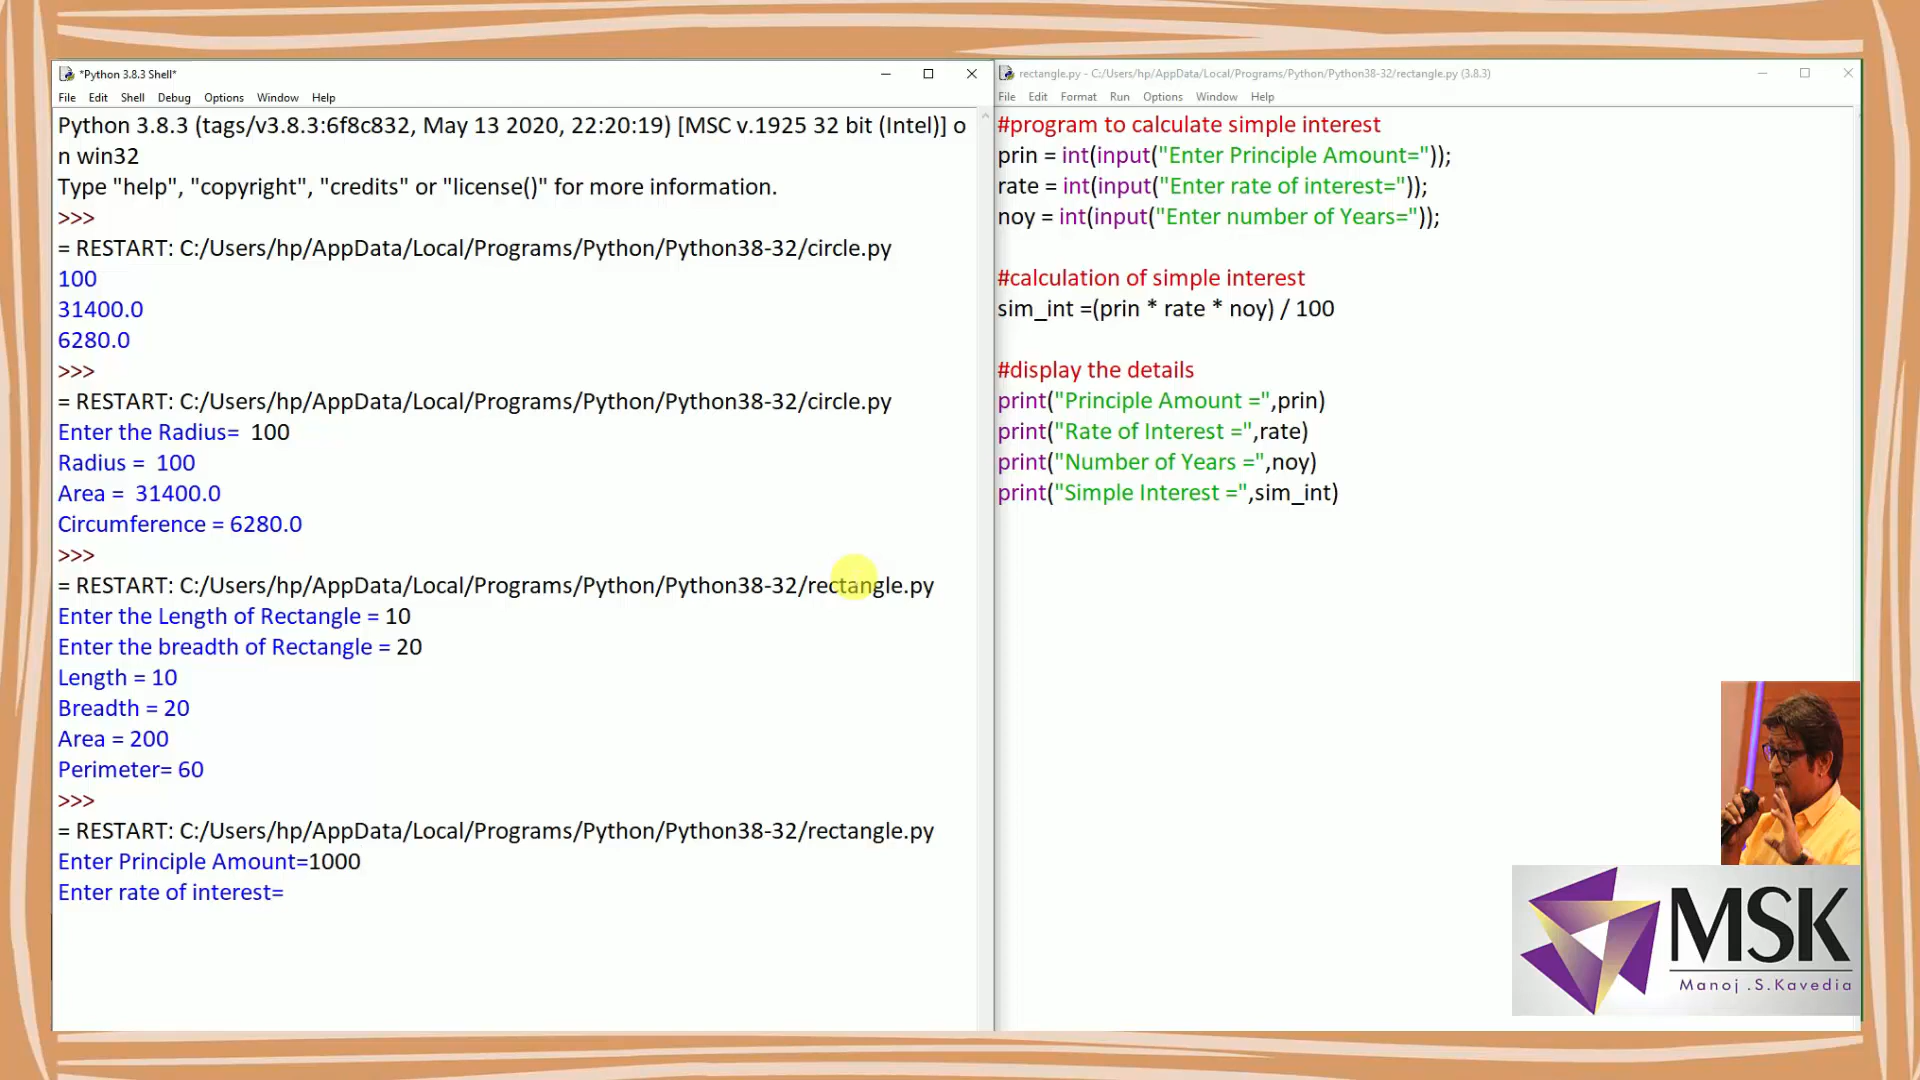 *Python 3.8.3 Shell*
File Edit Shell Debug Options Window Help
Python 3.8.3 (tags/v3.8.3:6f8c832, May 13 2020, 22:20:19) [MSC v.1925 32 bit (Intel)] o
n win32
Type "help", "copyright", "credits" or "license()" for more information.
>>>
= RESTART: C:/Users/hp/AppData/Local/Programs/Python/Python38-32/circle.py
100
31400.0
6280.0
>>>
= RESTART: C:/Users/hp/AppData/Local/Programs/Python/Python38-32/circle.py
Enter the Radius=  100
Radius =  100
Area =  31400.0
Circumference = 6280.0
>>>
= RESTART: C:/Users/hp/AppData/Local/Programs/Python/Python38-32/rectangle.py
Enter the Length of Rectangle = 10
Enter the breadth of Rectangle = 20
Length = 10
Breadth = 20
Area = 200
Perimeter= 60
>>>
= RESTART: C:/Users/hp/AppData/Local/Programs/Python/Python38-32/rectangle.py
Enter Principle Amount=1000
Enter rate of interest=
rectangle.py - C:/Users/hp/AppData/Local/Programs/Python/Python38-32/rectangle.py (3.8.3)
File Edit Format Run Options Window Help
#program to calculate simple interest
prin = int(input("Enter Principle Amount="));
rate = int(input("Enter rate of interest="));
noy = int(input("Enter number of Years="));
#calculation of simple interest
sim_int =(prin * rate * noy) / 100
#display the details
print("Principle Amount =",prin)
print("Rate of Interest =",rate)
print("Number of Years =",noy)
print("Simple Interest =",sim_int)
MSK
Manoj .S.Kavedia